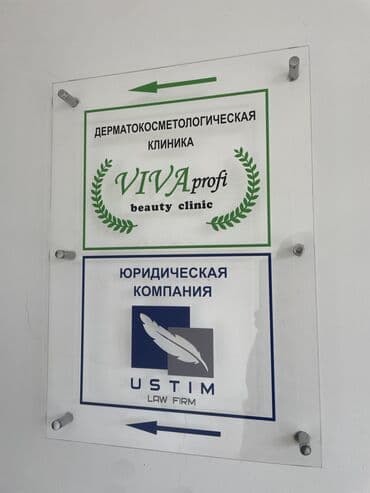 ДЕРМАТОКОСМЕТОЛОГИЧЕСКАЯ
КЛИНИКА
VIVAprofi
beauty clinic
ЮРИДИЧЕСКАЯ
КОМПАНИЯ
USTIM
LAW FIRM